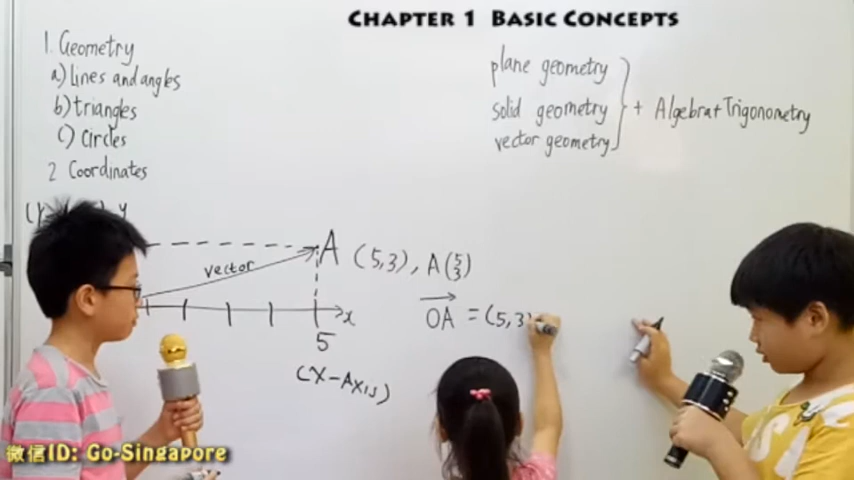 CHAPTER 1 BASIC CONCEPTS
1. Geometry
a) Lines and angles
b) triangles
c) Circles
2 Coordinates
plane geometry
solid geometry
vector geometry
} + Algebra + Trigonometry
y
vector
A (5,3), A(5
3)
x
5
(X-AXIS)
OA = (5,3)
微信ID: Go-Singapore